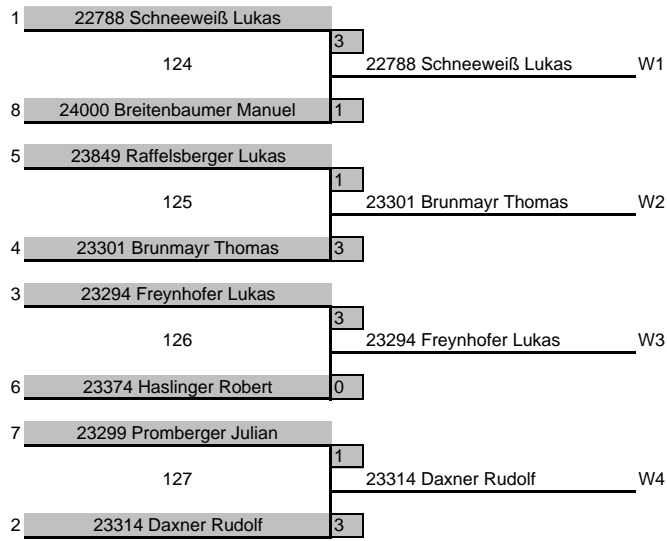 1 22788 Schneeweiß Lukas
3
124 22788 Schneeweiß Lukas W1
8 24000 Breitenbaumer Manuel 1
5 23849 Raffelsberger Lukas
1
125 23301 Brunmayr Thomas W2
4 23301 Brunmayr Thomas 3
3 23294 Freynhofer Lukas
3
126 23294 Freynhofer Lukas W3
6 23374 Haslinger Robert 0
7 23299 Promberger Julian
1
127 23314 Daxner Rudolf W4
2 23314 Daxner Rudolf 3